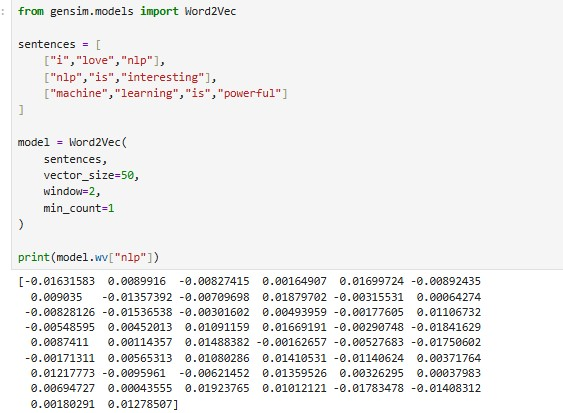 from gensim.models import Word2Vec
sentences = [
["i","love","nlp"],
["nlp","is","interesting"],
["machine","learning","is","powerful"]
]
model = Word2Vec(
sentences,
vector_size=50,
window=2,
min_count=1
)
print(model.wv["nlp"])
[-0.01631583 0.0089916 -0.00827415 0.00164907 0.01699724 -0.00892435
0.009035 -0.01357392 -0.00709698 0.01879702 -0.00315531 0.00064274
-0.00828126 -0.01536538 -0.00301602 0.00493959 -0.00177605 0.01106732
-0.00548595 0.00452013 0.01091159 0.01669191 -0.00290748 -0.01841629
0.0087411 0.00114357 0.01488382 -0.00162657 -0.00527683 -0.01750602
-0.00171311 0.00565313 0.01080286 0.01410531 -0.01140624 0.00371764
0.01217773 -0.0095961 -0.00621452 0.01359526 0.00326295 0.00037983
0.00694727 0.00043555 0.01923765 0.01012121 -0.01783478 -0.01408312
0.00180291 0.01278507]